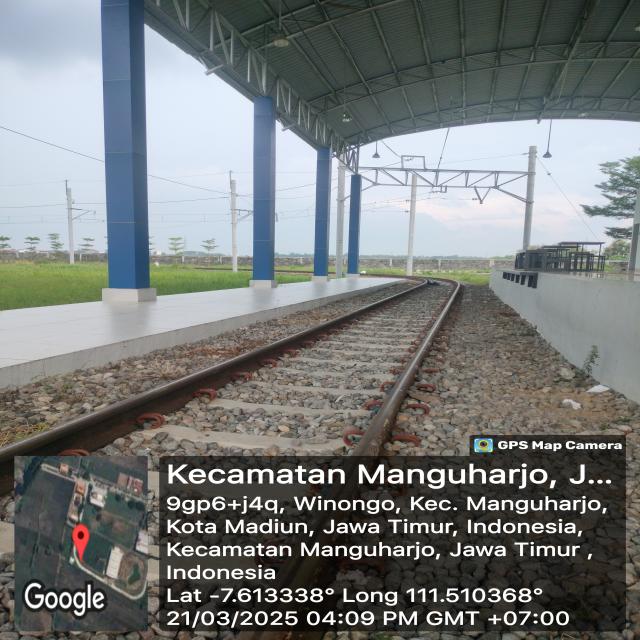 GPS Map Camera
Kecamatan Manguharjo, J...
9gp6+j4q, Winongo, Kec. Manguharjo,
Kota Madiun, Jawa Timur, Indonesia,
Kecamatan Manguharjo, Jawa Timur ,
Indonesia
Lat -7.613338° Long 111.510368°
21/03/2025 04:09 PM GMT +07:00
Google